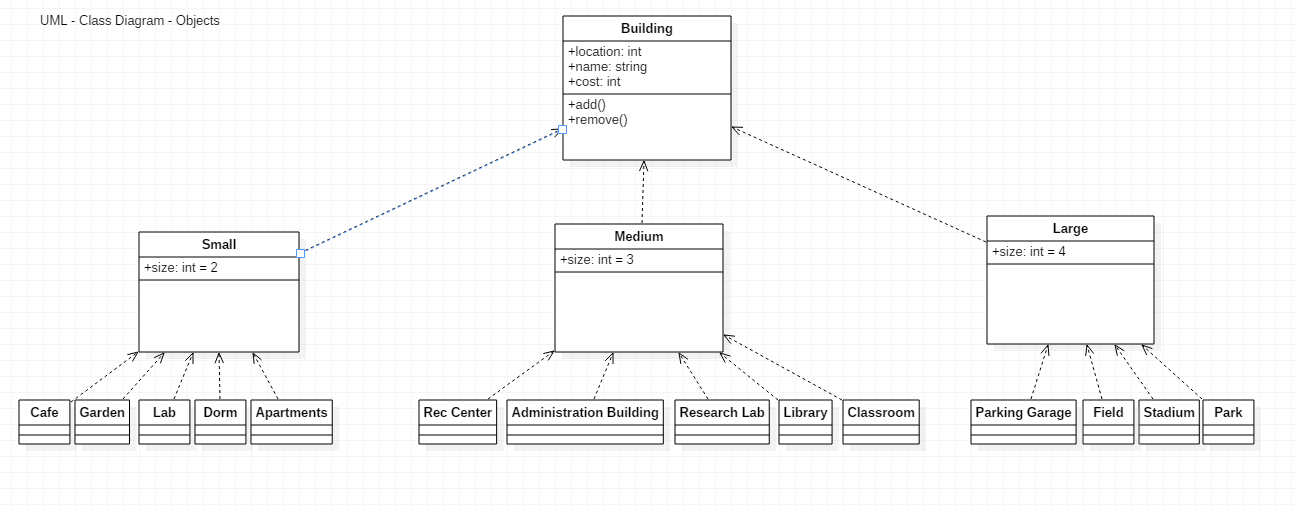 UML - Class Diagram - Objects
Building
+location: int
+name: string
+cost: int
+add()
+remove()
Small
+size: int = 2
Medium
+size: int = 3
Large
+size: int = 4
Cafe
Garden
Lab
Dorm
Apartments
Rec Center
Administration Building
Research Lab
Library
Classroom
Parking Garage
Field
Stadium
Park